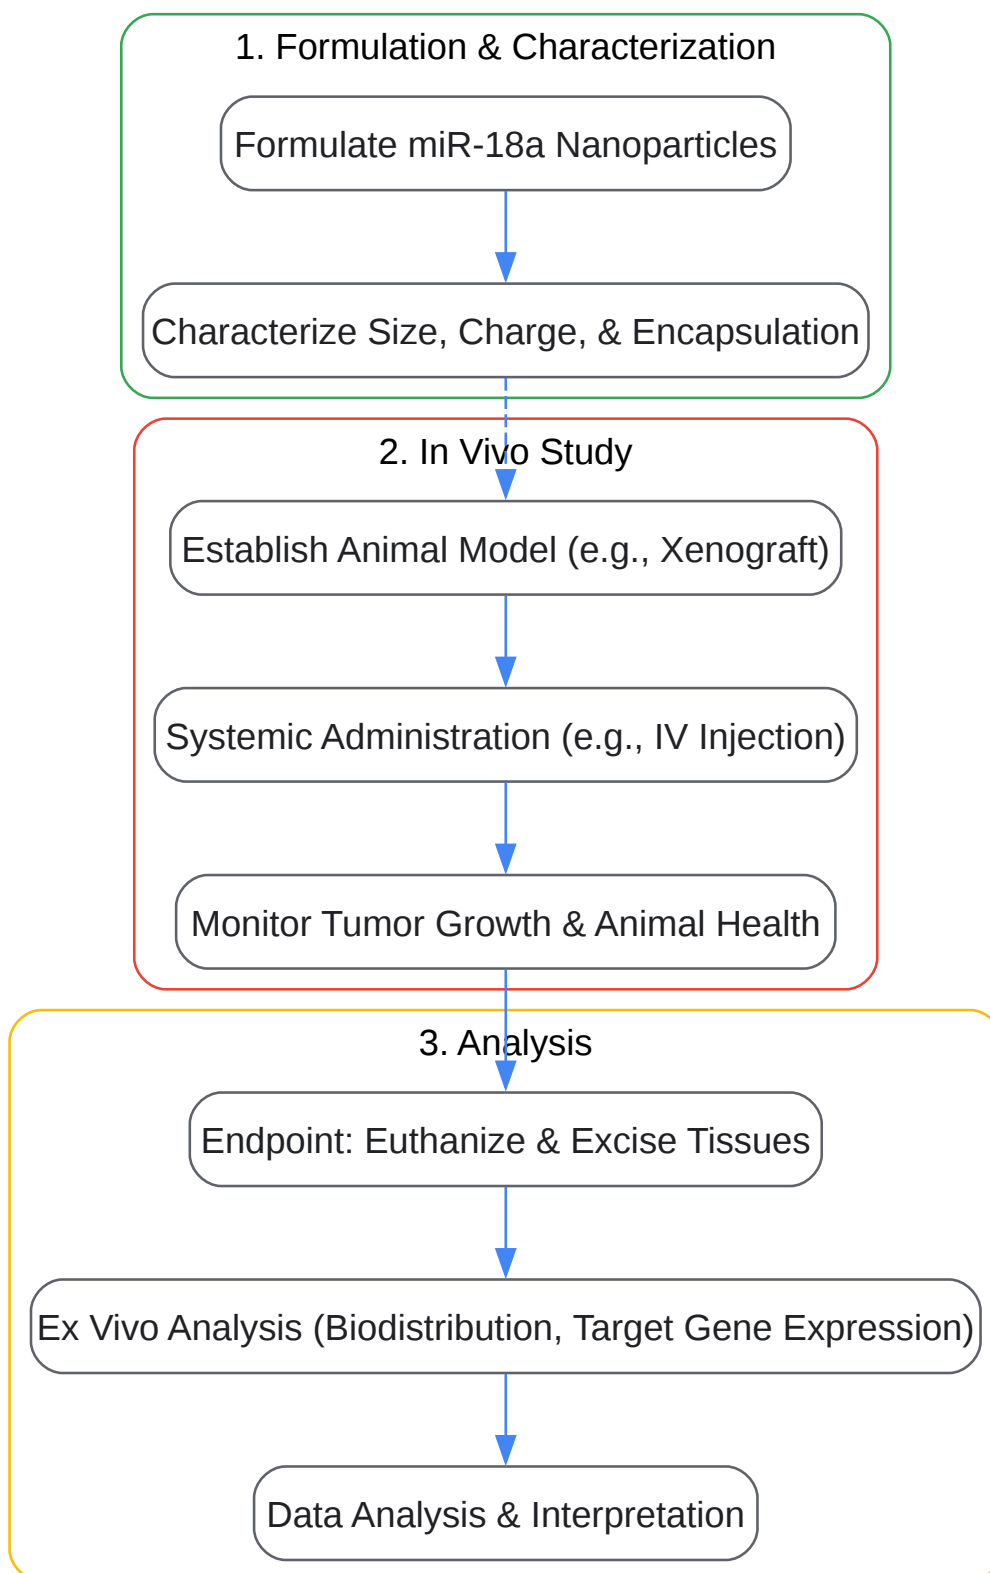 1. Formulation & Characterization
Formulate miR-18a Nanoparticles
Characterize Size, Charge, & Encapsulation
2. In Vivo Study
Establish Animal Model (e.g., Xenograft)
Systemic Administration (e.g., IV Injection)
Monitor Tumor Growth & Animal Health
3. Analysis
Endpoint: Euthanize & Excise Tissues
Ex Vivo Analysis (Biodistribution, Target Gene Expression)
Data Analysis & Interpretation